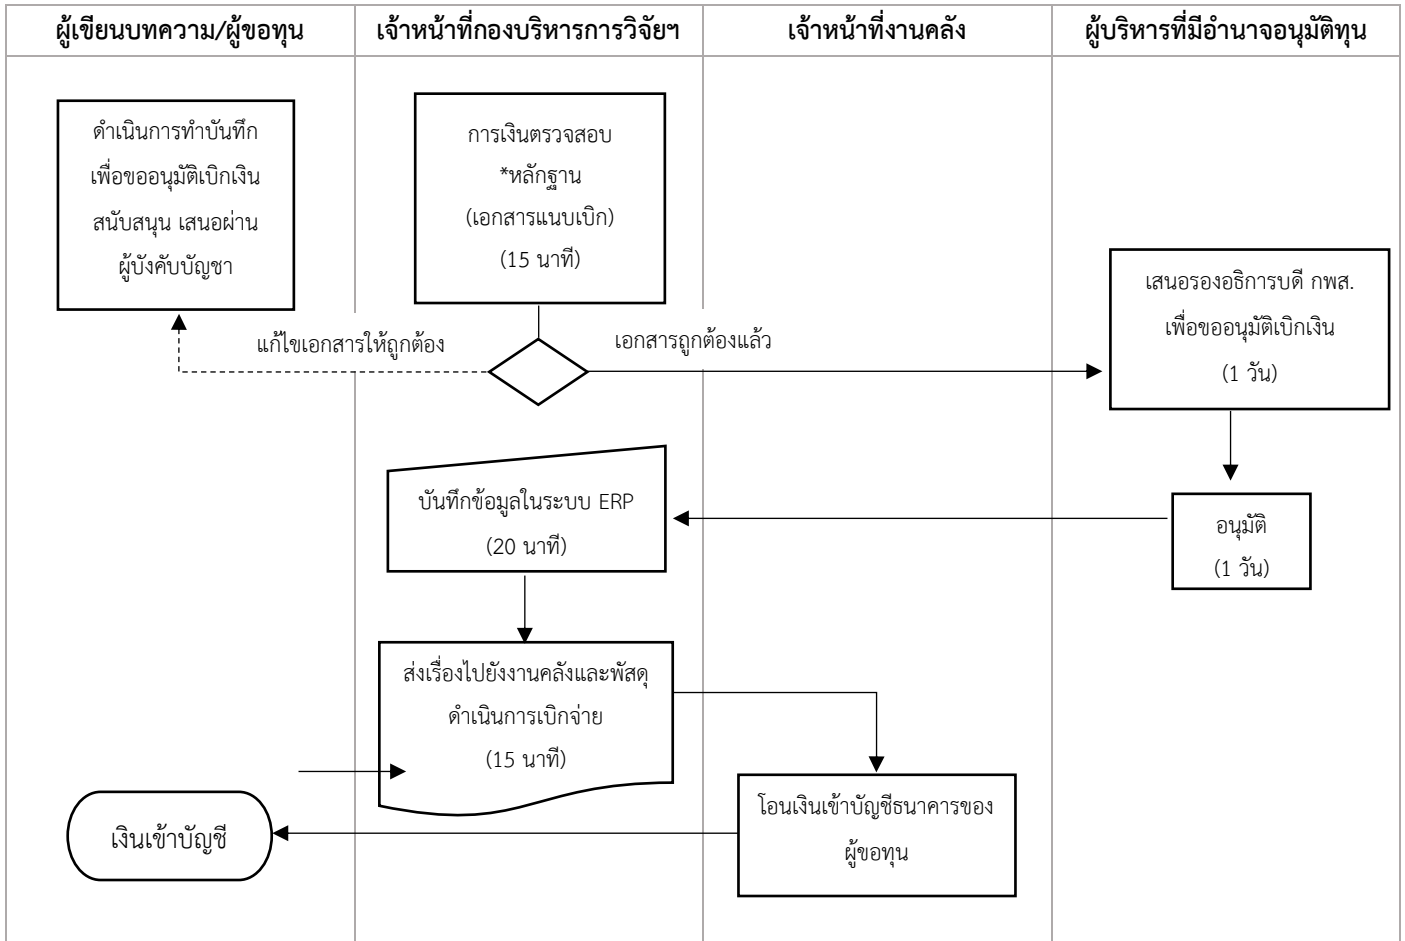 ผู้เขียนบทความ/ผู้ขอทุน
เจ้าหน้าที่กองบริหารการวิจัยฯ
เจ้าหน้าที่งานคลัง
ผู้บริหารที่มีอำนาจอนุมัติทุน
ดำเนินการทำบันทึก
เพื่อขออนุมัติเบิกเงิน
สนับสนุน เสนอผ่าน
ผู้บังคับบัญชา
การเงินตรวจสอบ
*หลักฐาน
(เอกสารแนบเบิก)
(15 นาที)
เสนอรองอธิการบดี กพส.
เพื่อขออนุมัติเบิกเงิน
(1 วัน)
แก้ไขเอกสารให้ถูกต้อง
เอกสารถูกต้องแล้ว
อนุมัติ
(1 วัน)
บันทึกข้อมูลในระบบ ERP
(20 นาที)
ส่งเรื่องไปยังงานคลังและพัสดุ
ดำเนินการเบิกจ่าย
(15 นาที)
โอนเงินเข้าบัญชีธนาคารของ
ผู้ขอทุน
เงินเข้าบัญชี